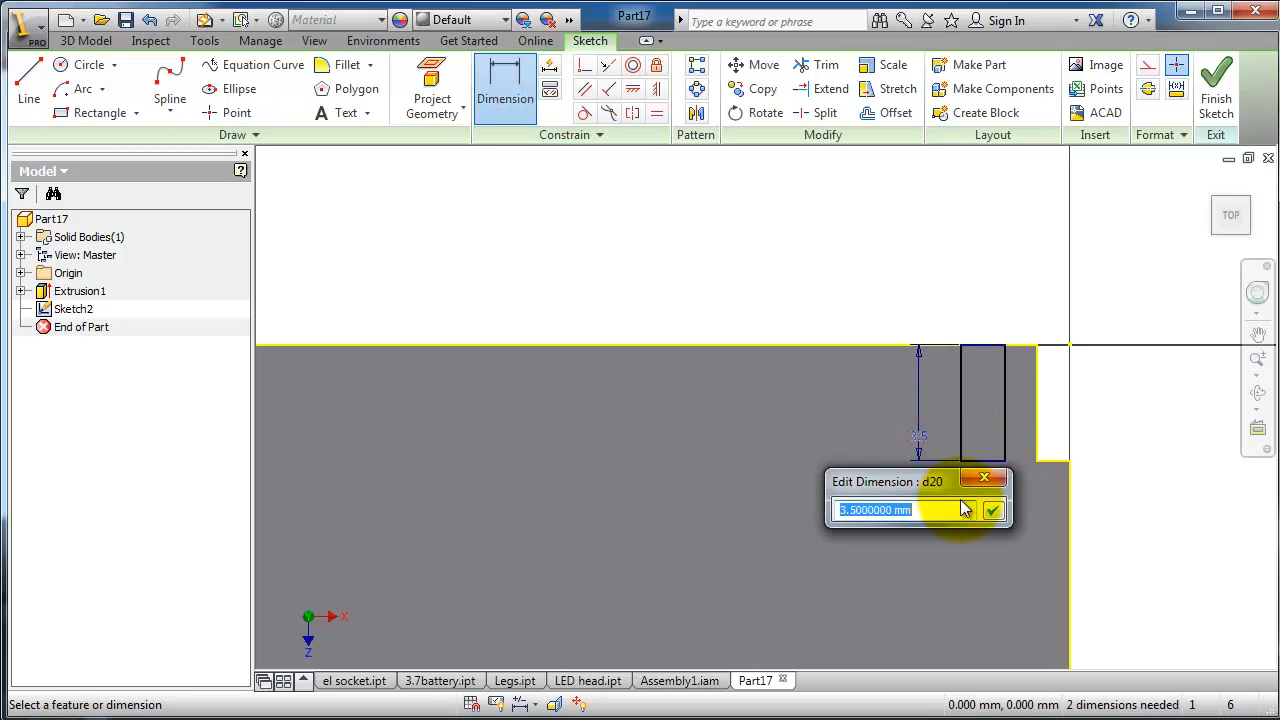 Material
Default
Part17
Type a keyword or phrase
Sign In
PRO
3D Model
Inspect
Tools
Manage
View
Environments
Get Started
Online
Sketch
Line
Circle
Arc
Rectangle
Spline
Equation Curve
Ellipse
Point
Fillet
Polygon
A Text
Project
Geometry
Dimension
Move
Copy
Rotate
Trim
Extend
Split
Scale
Stretch
Offset
Make Part
Make Components
Create Block
Image
Points
ACAD
Finish
Sketch
Draw
Constrain
Pattern
Modify
Layout
Insert
Format
Exit
Model
Part17
Solid Bodies(1)
View: Master
Origin
Extrusion1
Sketch2
End of Part
TOP
3.5
Edit Dimension : d20
3.5000000 mm
X
Z
el socket.ipt
3.7battery.ipt
Legs.ipt
LED head.ipt
Assembly1.iam
Part17
Select a feature or dimension
0.000 mm, 0.000 mm
2 dimensions needed
1
6